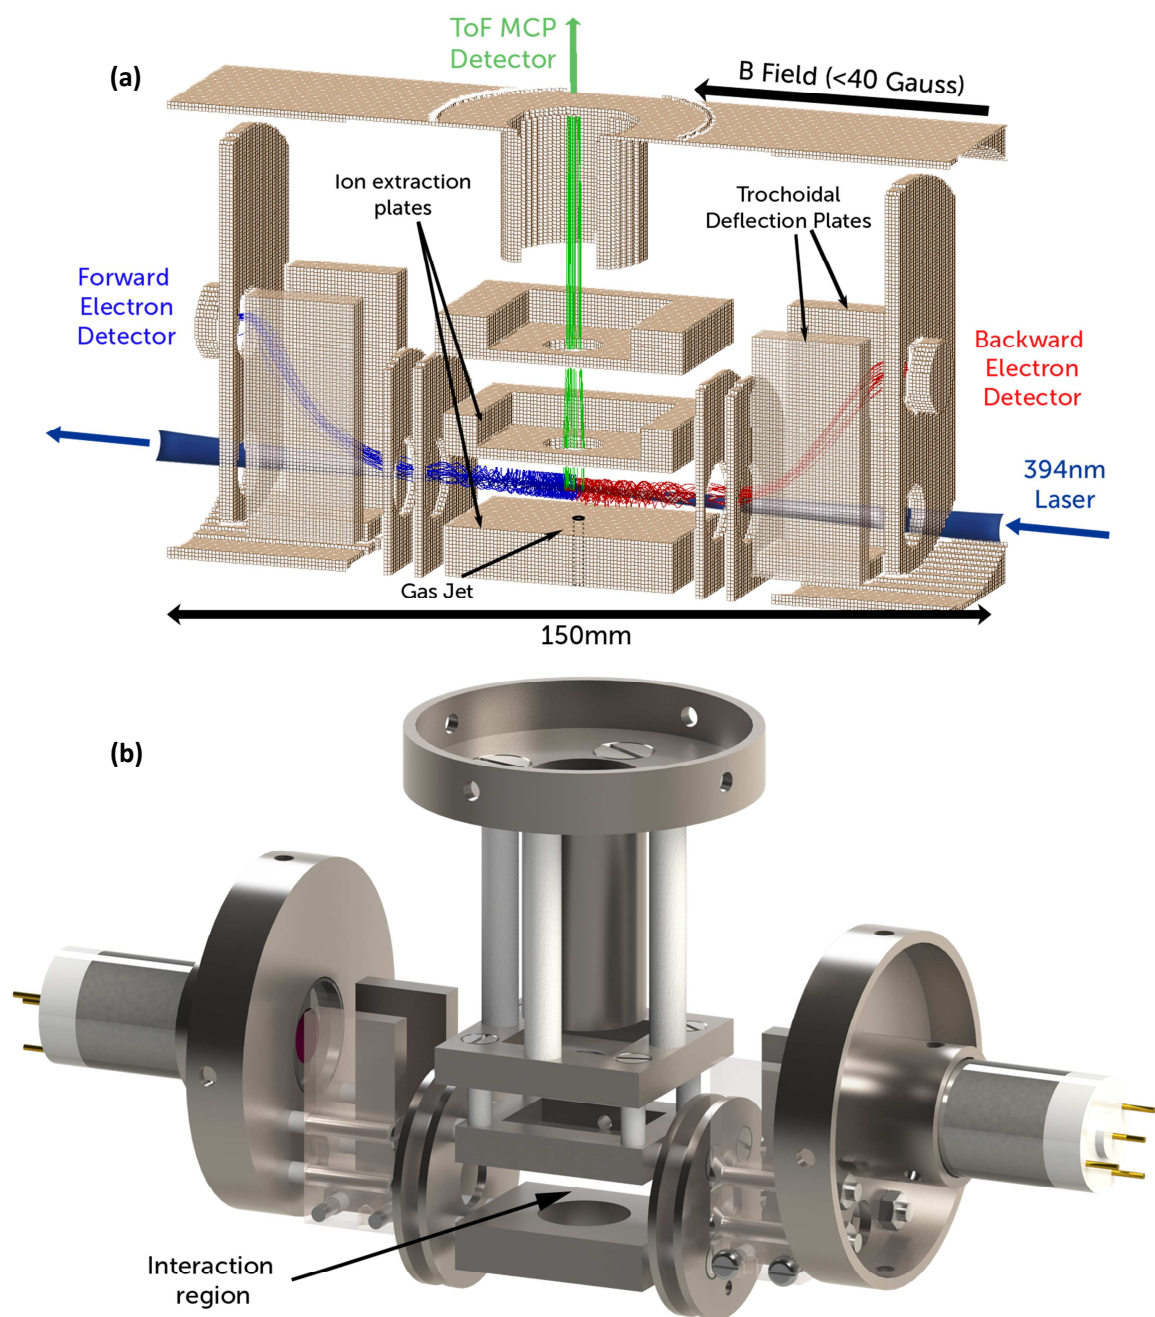 ToF MCP
Detector
(a)
B Field (<40 Gauss)
Ion extraction
plates
Trochoidal
Deflection Plates
Forward
Electron
Detector
Backward
Electron
Detector
394nm
Laser
Gas Jet
150mm
(b)
Interaction
region